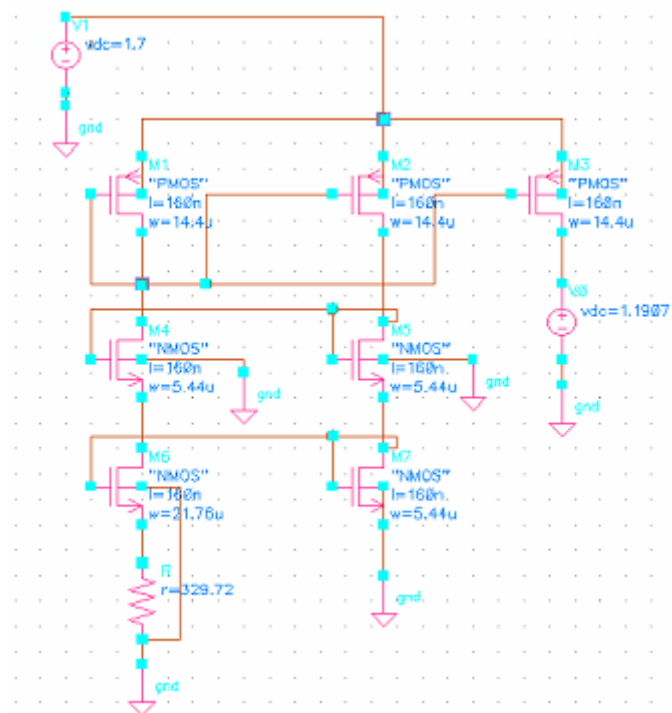 V1
vdc=1.7
gnd
M1
"PMOS"
l=160n
w=14.4u
M2
"PMOS"
l=160n
w=14.4u
M3
"PMOS"
l=160n
w=14.4u
V0
vdc=1.1907
gnd
M4
"NMOS"
l=160n
w=5.44u
gnd
M5
"NMOS"
l=160n
w=5.44u
gnd
M6
"NMOS"
l=160n
w=21.76u
M7
"NMOS"
l=160n
w=5.44u
gnd
r=329.72
gnd